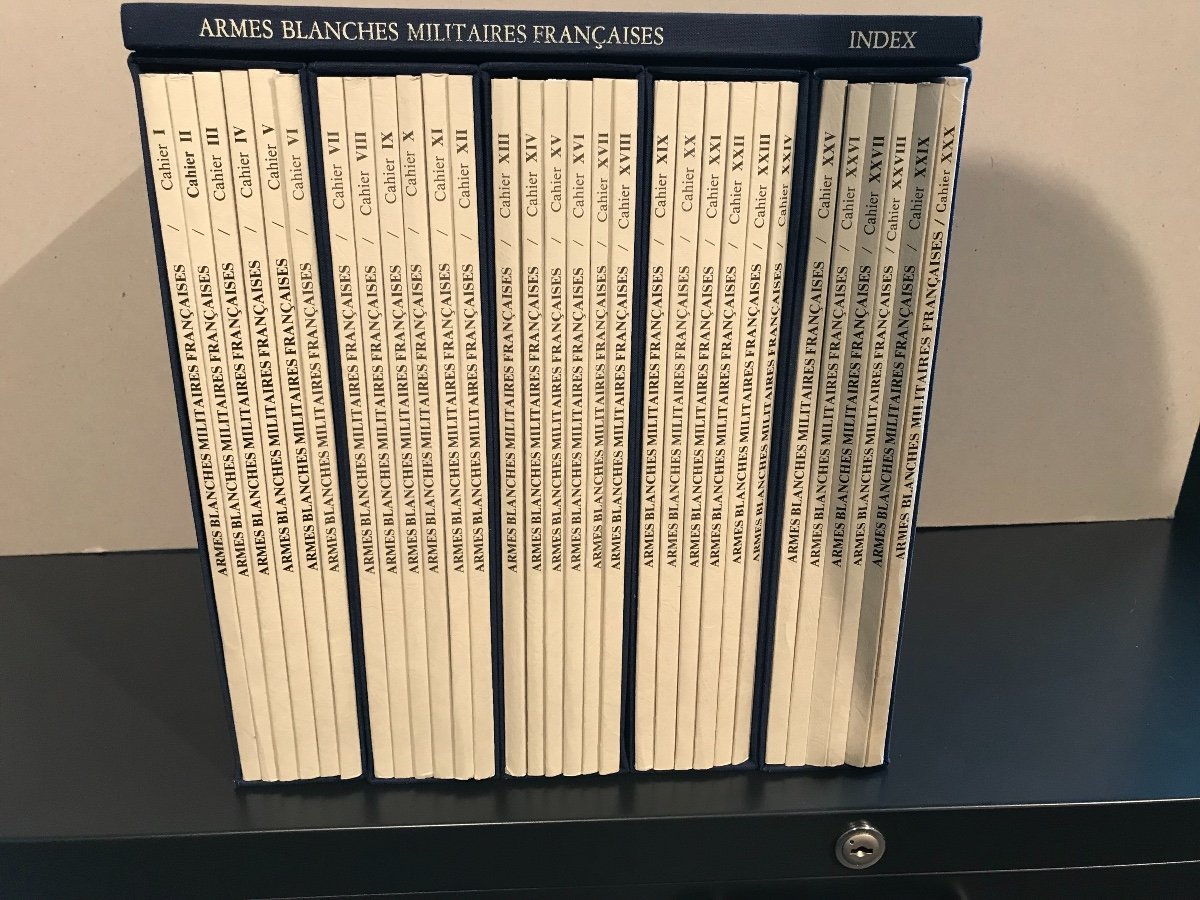 ARMES BLANCHES MILITAIRES FRANÇAISES INDEX
ARMES BLANCHES MILITAIRES FRANÇAISES / Cahier I
ARMES BLANCHES MILITAIRES FRANÇAISES / Cahier II
ARMES BLANCHES MILITAIRES FRANÇAISES / Cahier III
ARMES BLANCHES MILITAIRES FRANÇAISES / Cahier IV
ARMES BLANCHES MILITAIRES FRANÇAISES / Cahier V
ARMES BLANCHES MILITAIRES FRANÇAISES / Cahier VI
ARMES BLANCHES MILITAIRES FRANÇAISES / Cahier VII
ARMES BLANCHES MILITAIRES FRANÇAISES / Cahier VIII
ARMES BLANCHES MILITAIRES FRANÇAISES / Cahier IX
ARMES BLANCHES MILITAIRES FRANÇAISES / Cahier X
ARMES BLANCHES MILITAIRES FRANÇAISES / Cahier XI
ARMES BLANCHES MILITAIRES FRANÇAISES / Cahier XII
ARMES BLANCHES MILITAIRES FRANÇAISES / Cahier XIII
ARMES BLANCHES MILITAIRES FRANÇAISES / Cahier XIV
ARMES BLANCHES MILITAIRES FRANÇAISES / Cahier XV
ARMES BLANCHES MILITAIRES FRANÇAISES / Cahier XVI
ARMES BLANCHES MILITAIRES FRANÇAISES / Cahier XVII
ARMES BLANCHES MILITAIRES FRANÇAISES / Cahier XVIII
ARMES BLANCHES MILITAIRES FRANÇAISES / Cahier XIX
ARMES BLANCHES MILITAIRES FRANÇAISES / Cahier XX
ARMES BLANCHES MILITAIRES FRANÇAISES / Cahier XXI
ARMES BLANCHES MILITAIRES FRANÇAISES / Cahier XXII
ARMES BLANCHES MILITAIRES FRANÇAISES / Cahier XXIII
ARMES BLANCHES MILITAIRES FRANÇAISES / Cahier XXIV
ARMES BLANCHES MILITAIRES FRANÇAISES / Cahier XXV
ARMES BLANCHES MILITAIRES FRANÇAISES / Cahier XXVI
ARMES BLANCHES MILITAIRES FRANÇAISES / Cahier XXVII
ARMES BLANCHES MILITAIRES FRANÇAISES / Cahier XXVIII
ARMES BLANCHES MILITAIRES FRANÇAISES / Cahier XXIX
ARMES BLANCHES MILITAIRES FRANÇAISES / Cahier XXX